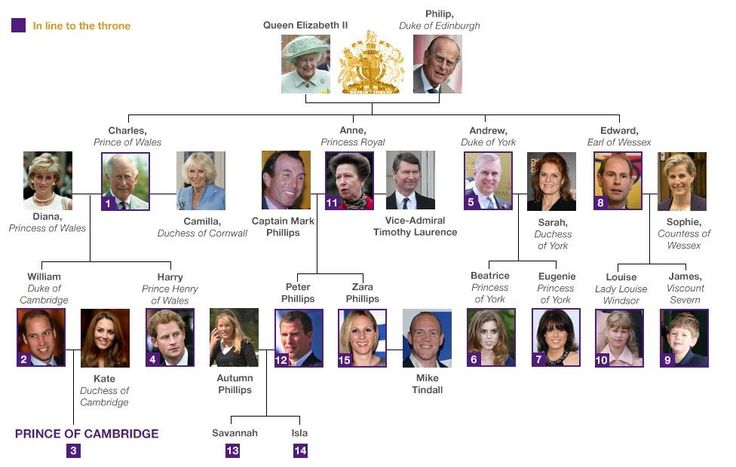 In line to the throne
Queen Elizabeth II
Philip,
Duke of Edinburgh
Charles,
Prince of Wales
Anne,
Princess Royal
Andrew,
Duke of York
Edward,
Earl of Wessex
1
11
5
8
Diana,
Princess of Wales
Camilla,
Duchess of Cornwall
Captain Mark
Phillips
Vice-Admiral
Timothy Laurence
Sarah,
Duchess
of York
Sophie,
Countess of
Wessex
William
Duke of
Cambridge
Harry
Prince Henry
of Wales
Peter
Phillips
Zara
Phillips
Beatrice
Princess
of York
Eugenie
Princess
of York
Louise
Lady Louise
Windsor
James,
Viscount
Severn
2
4
12
15
6
7
10
9
Kate
Duchess of
Cambridge
Autumn
Phillips
Mike
Tindall
PRINCE OF CAMBRIDGE
3
Savannah
13
Isla
14